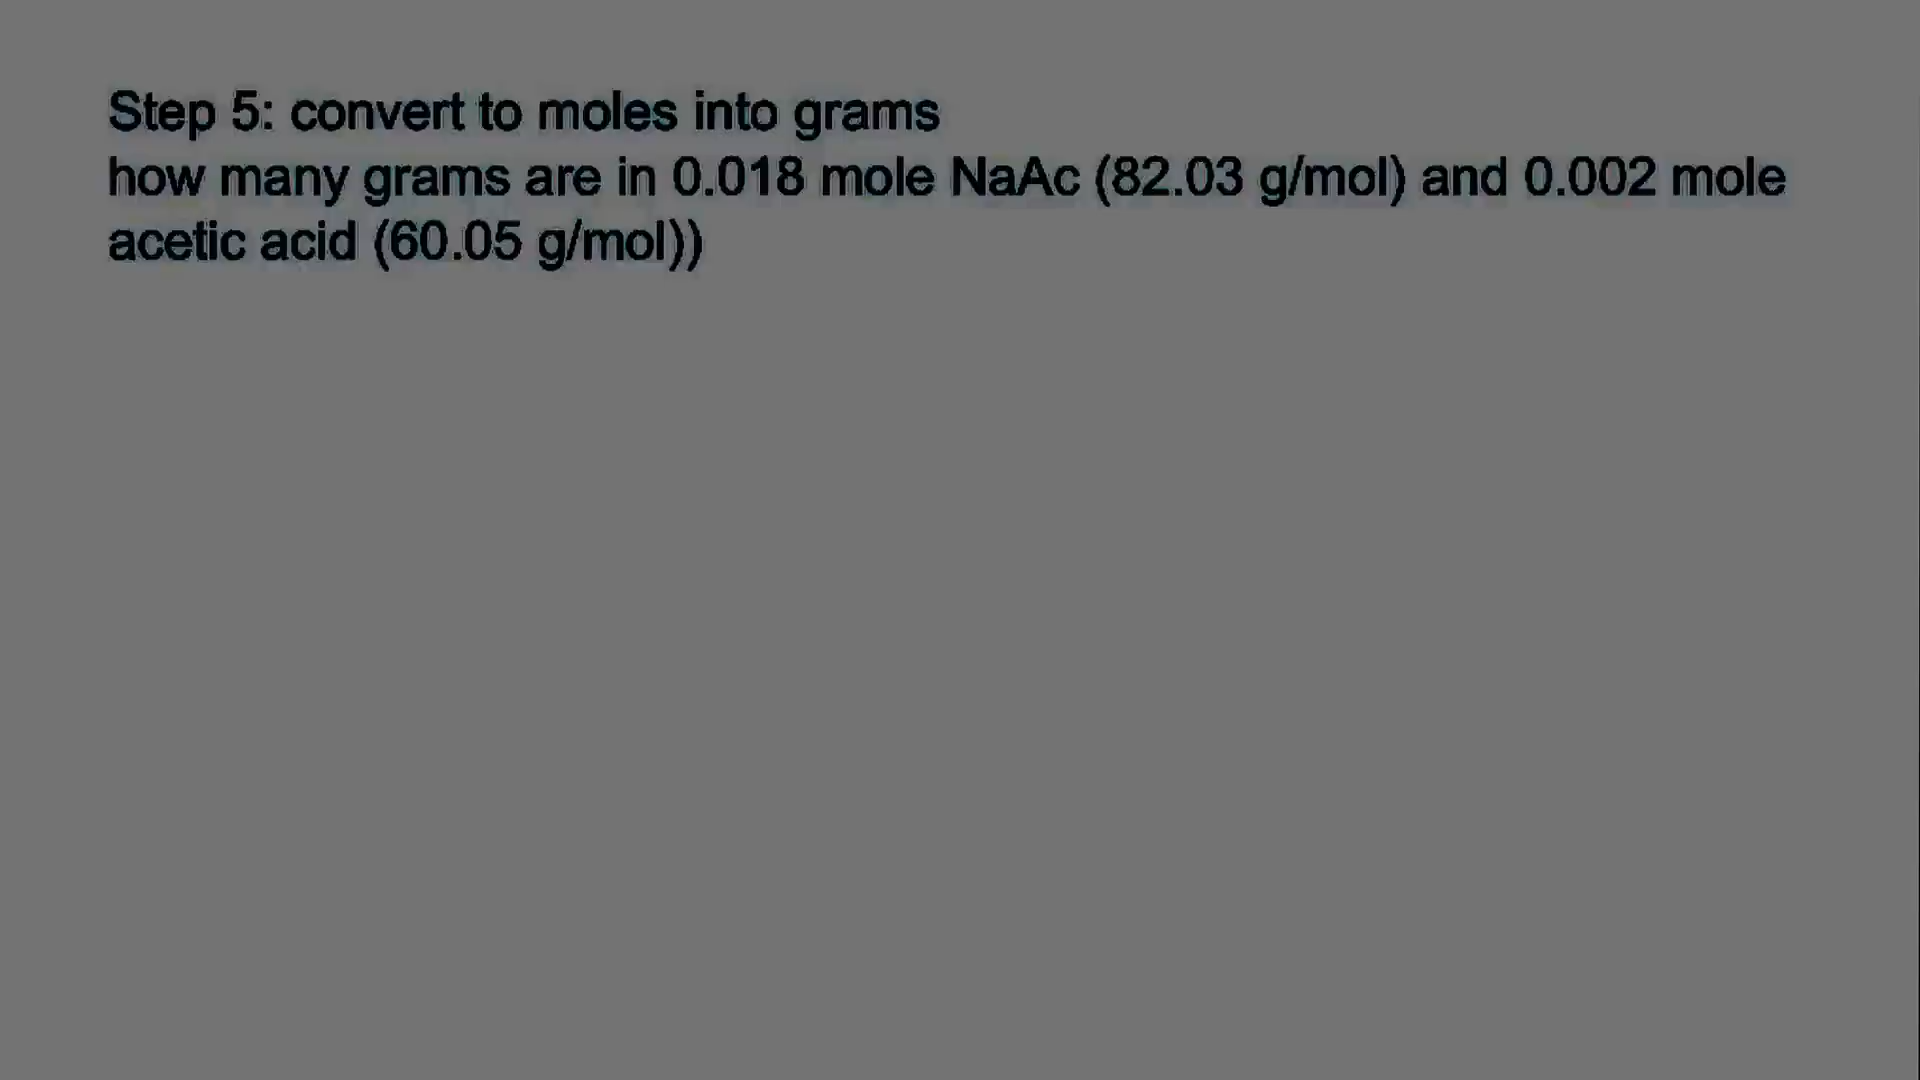 Step 5: convert to moles into grams
how many grams are in 0.018 mole NaAc (82.03 g/mol) and 0.002 mole
acetic acid (60.05 g/mol))